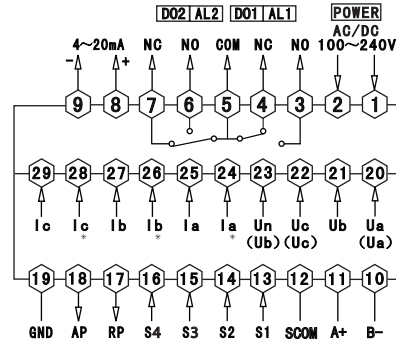 DO2 AL2 DO1 AL1 POWER
AC/DC
4～20mA NC NO COM NC NO 100～240V
- +
9 8 7 6 5 4 3 2 1
29 28 27 26 25 24 23 22 21 20
Ic Ic* Ib Ib* Ia Ia* Un Uc Ub Ua
(Ub) (Uc) (Ua)
19 18 17 16 15 14 13 12 11 10
GND AP RP S4 S3 S2 S1 SCOM A+ B-